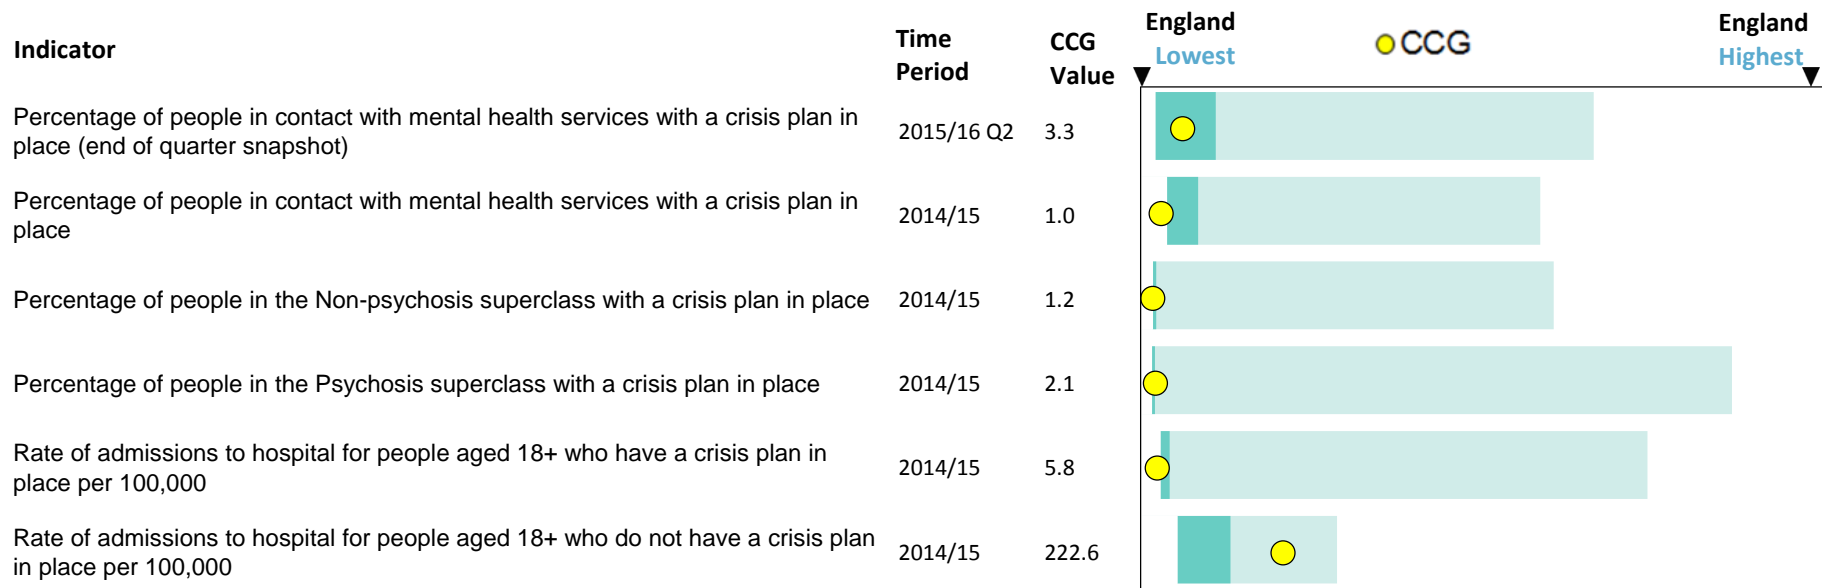 Indicator
Time Period
CCG Value
England Lowest
CCG
England Highest
Percentage of people in contact with mental health services with a crisis plan in
place (end of quarter snapshot)
2015/16 Q2
3.3
Percentage of people in contact with mental health services with a crisis plan in
place
2014/15
1.0
Percentage of people in the Non-psychosis superclass with a crisis plan in place
2014/15
1.2
Percentage of people in the Psychosis superclass with a crisis plan in place
2014/15
2.1
Rate of admissions to hospital for people aged 18+ who have a crisis plan in
place per 100,000
2014/15
5.8
Rate of admissions to hospital for people aged 18+ who do not have a crisis plan
in place per 100,000
2014/15
222.6